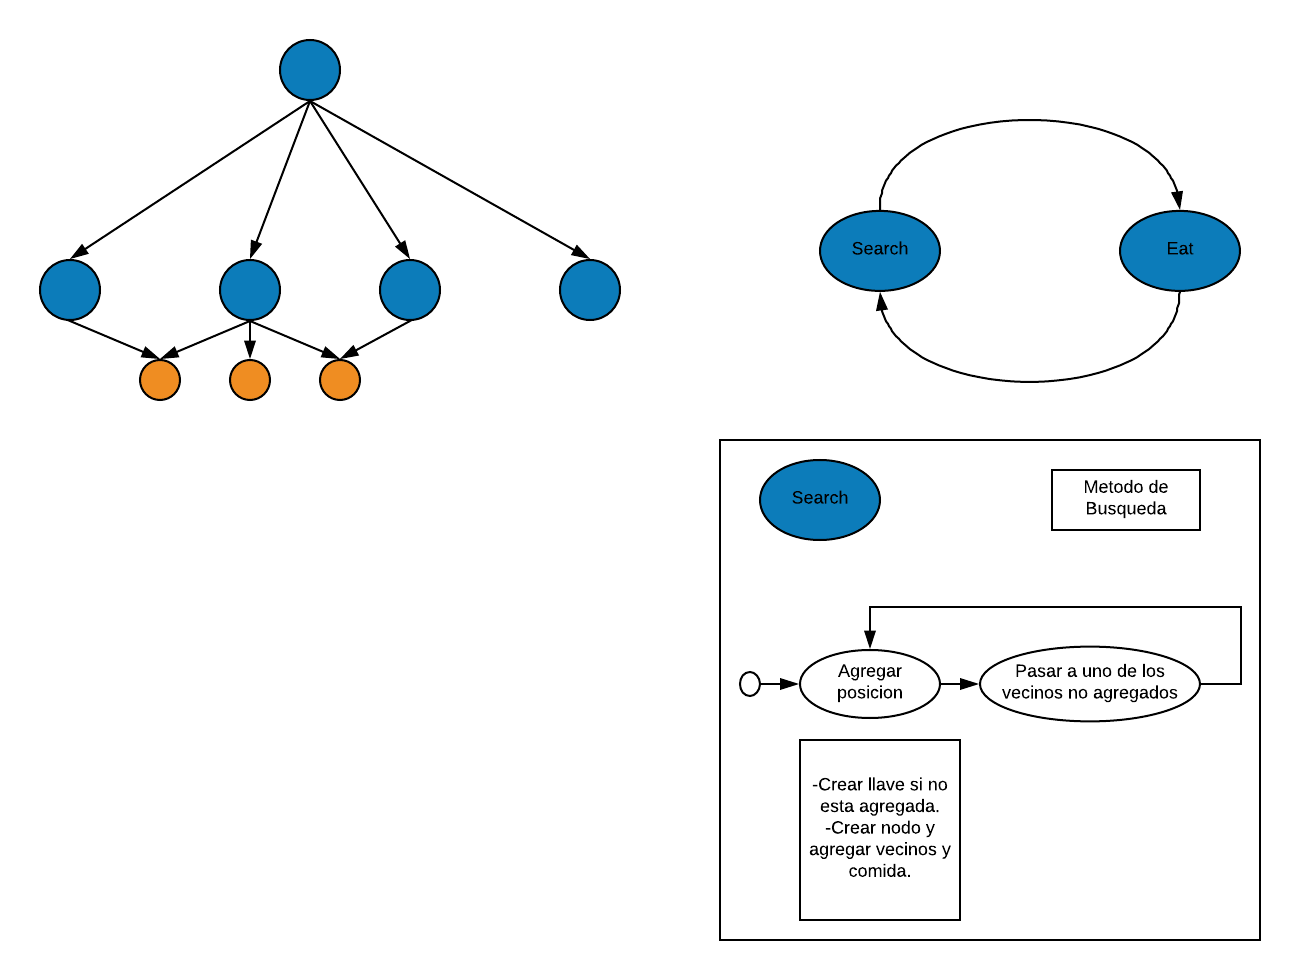 Search
Eat
Search
Metodo de
Busqueda
Agregar
posicion
Pasar a uno de los
vecinos no agregados
-Crear llave si no
esta agregada.
-Crear nodo y
agregar vecinos y
comida.